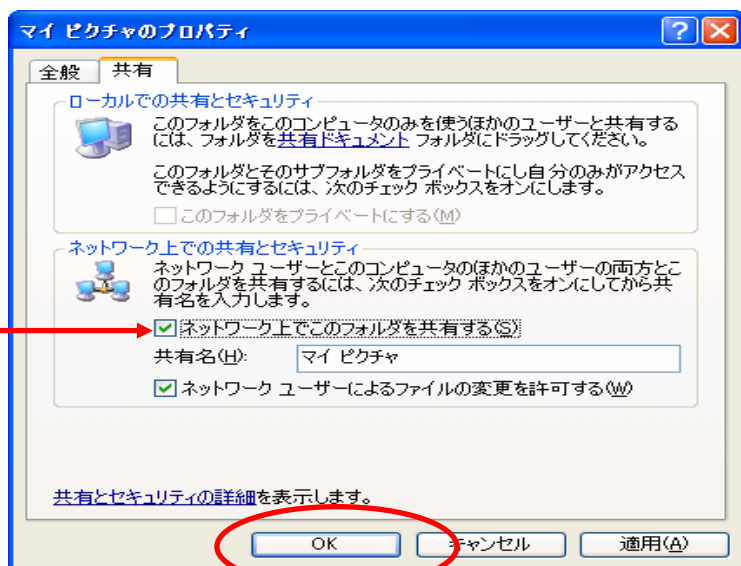 マイ ピクチャのプロパティ
全般 共有
ローカルでの共有とセキュリティ
このフォルダをこのコンピュータのみを使うほかのユーザーと共有する
には、フォルダを共有ドキュメント フォルダにドラッグしてください。
このフォルダとそのサブフォルダをプライベートにし自分のみがアクセス
できるようにするには、次のチェック ボックスをオンにします。
このフォルダをプライベートにする(M)
ネットワーク上での共有とセキュリティ
ネットワーク ユーザーとこのコンピュータのほかのユーザーの両方とこ
のフォルダを共有するには、次のチェック ボックスをオンにしてから共
有名を入力します。
ネットワーク上でこのフォルダを共有する(S)
共有名(H): マイ ピクチャ
ネットワーク ユーザーによるファイルの変更を許可する(W)
共有とセキュリティの詳細を表示します。
OK キャンセル 適用(A)